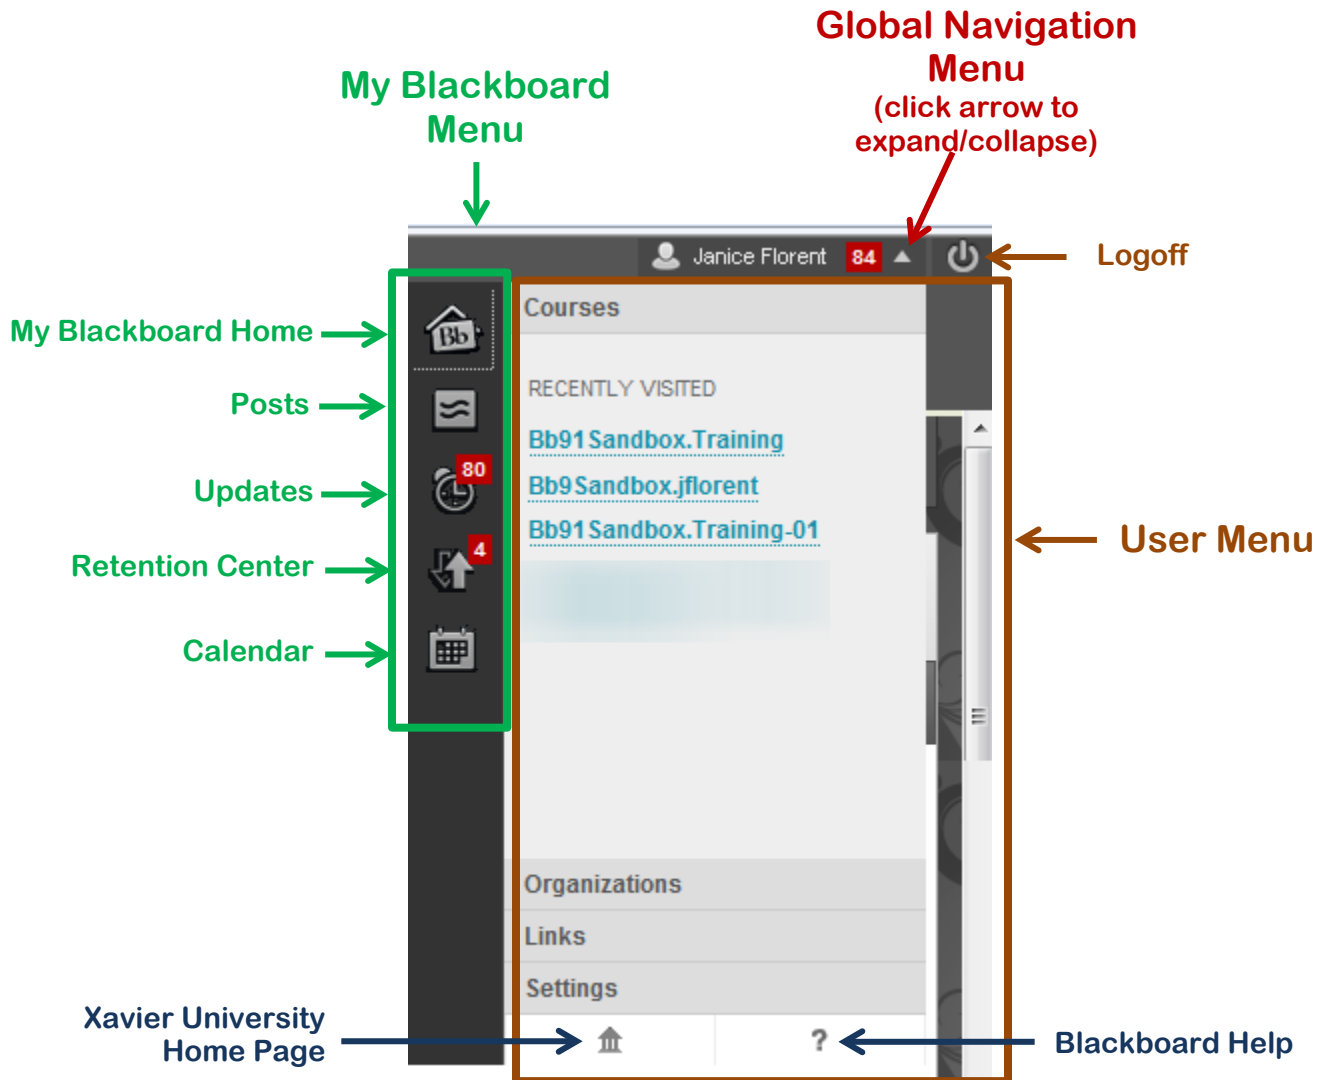 Global Navigation
Menu
(click arrow to
expand/collapse)
My Blackboard
Menu
Janice Florent 84
Logoff
My Blackboard Home
Bb
Courses
Posts
RECENTLY VISITED
Bb91Sandbox.Training
Updates
80
Bb9Sandbox.jflorent
Bb91Sandbox.Training-01
User Menu
Retention Center
4
Calendar
Organizations
Links
Settings
Xavier University
Home Page
?
Blackboard Help